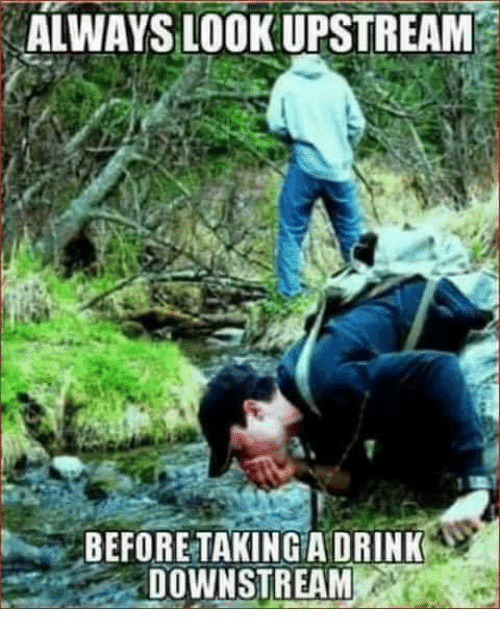 ALWAYS LOOK UPSTREAM
BEFORE TAKING A DRINK
DOWNSTREAM